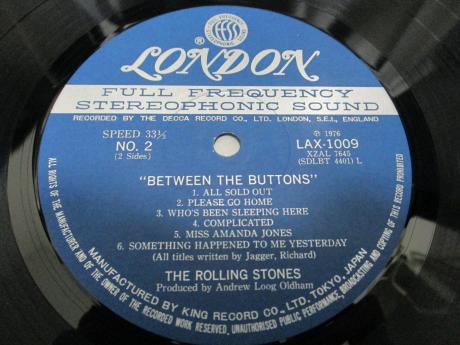 FULL FREQUENCY STEREOPHONIC SOUND
® LONDON
FULL FREQUENCY
STEREOPHONIC SOUND
RECORDED BY THE DECCA RECORD CO., LTD. LONDON, S.E.I., ENGLAND
SPEED 33⅓
NO. 2
(2 Sides)
℗ 1976
LAX-1009
XZAL 7645
(SDLBT 4401) L
"BETWEEN THE BUTTONS"
1. ALL SOLD OUT
2. PLEASE GO HOME
3. WHO'S BEEN SLEEPING HERE
4. COMPLICATED
5. MISS AMANDA JONES
6. SOMETHING HAPPENED TO ME YESTERDAY
(All titles written by Jagger, Richard)
THE ROLLING STONES
Produced by Andrew Loog Oldham
MANUFACTURED BY KING RECORD CO., LTD. TOKYO, JAPAN
ALL RIGHTS OF THE MANUFACTURER AND OF THE OWNER OF THE RECORDED WORK RESERVED. UNAUTHORISED PUBLIC PERFORMANCE, BROADCASTING AND COPYING OF THIS RECORD PROHIBITED